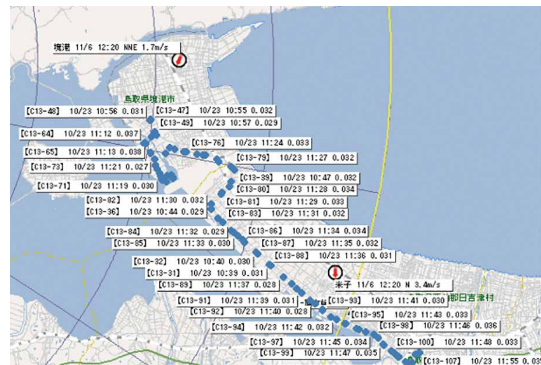 境港 11/6 12:20 NNE 1.7m/s
鳥取県境港市
【C13-48】 10/23 10:56 0.031
【C13-47】 10/23 10:55 0.032
【C13-49】 10/23 10:57 0.029
【C13-64】 10/23 11:12 0.037
【C13-76】 10/23 11:24 0.033
【C13-65】 10/23 11:13 0.038
【C13-79】 10/23 11:27 0.032
【C13-73】 10/23 11:21 0.027
【C13-39】 10/23 10:47 0.032
【C13-71】 10/23 11:19 0.030
【C13-80】 10/23 11:28 0.034
【C13-82】 10/23 11:30 0.032
【C13-81】 10/23 11:29 0.033
【C13-36】 10/23 10:44 0.029
【C13-83】 10/23 11:31 0.032
【C13-84】 10/23 11:32 0.029
【C13-86】 10/23 11:34 0.034
【C13-85】 10/23 11:33 0.030
【C13-87】 10/23 11:35 0.032
【C13-88】 10/23 11:36 0.031
【C13-32】 10/23 10:40 0.030
【C13-31】 10/23 10:39 0.031
【C13-89】 10/23 11:37 0.028
米子 11/6 12:20 N 3.4m/s
【C13-91】 10/23 11:39 0.031
【C13-93】 10/23 11:41 0.030
郡日吉津村
【C13-92】 10/23 11:40 0.028
【C13-95】 10/23 11:43 0.033
【C13-94】 10/23 11:42 0.032
【C13-98】 10/23 11:46 0.036
【C13-97】 10/23 11:45 0.034
【C13-100】 10/23 11:48 0.033
【C13-99】 10/23 11:47 0.035
【C13-107】 10/23 11:55 0.03